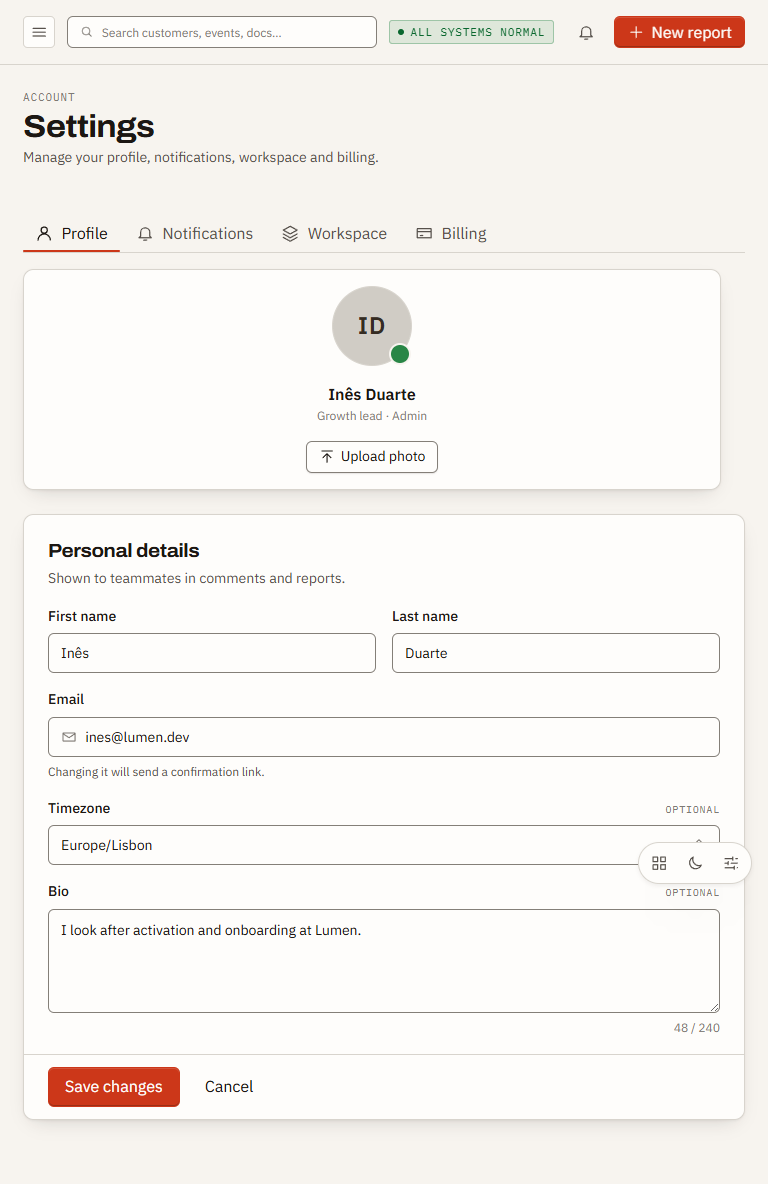 Search customers, events, docs...
ALL SYSTEMS NORMAL
New report
ACCOUNT
Settings
Manage your profile, notifications, workspace and billing.
Profile
Notifications
Workspace
Billing
ID
Inês Duarte
Growth lead · Admin
Upload photo
Personal details
Shown to teammates in comments and reports.
First name
Last name
Inês
Duarte
Email
ines@lumen.dev
Changing it will send a confirmation link.
Timezone
OPTIONAL
Europe/Lisbon
Bio
OPTIONAL
I look after activation and onboarding at Lumen.
48 / 240
Save changes
Cancel